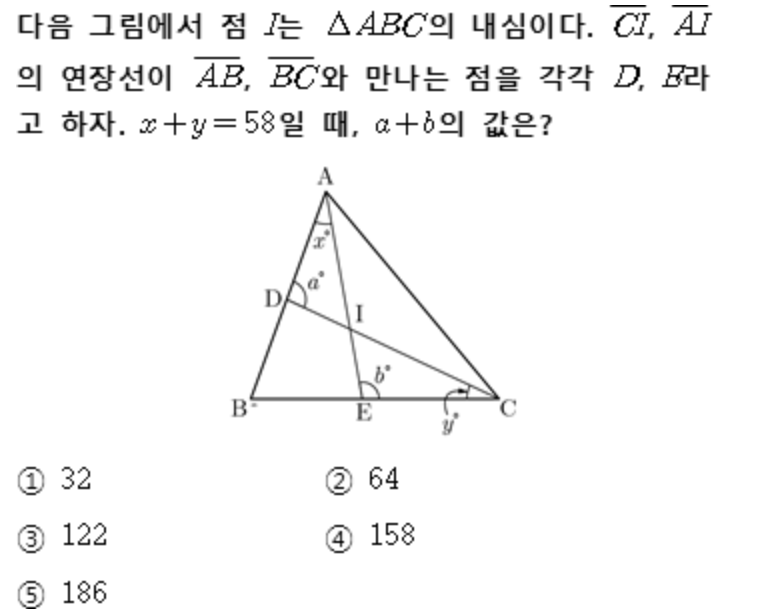 다음 그림에서 점 I는 △ABC의 내심이다. CI, AI
의 연장선이 AB, BC와 만나는 점을 각각 D, E라
고 하자. x+y=58일 때, a+b의 값은?
A
x°
a°
D
I
b°
B
E
C
y°
① 32
② 64
③ 122
④ 158
⑤ 186